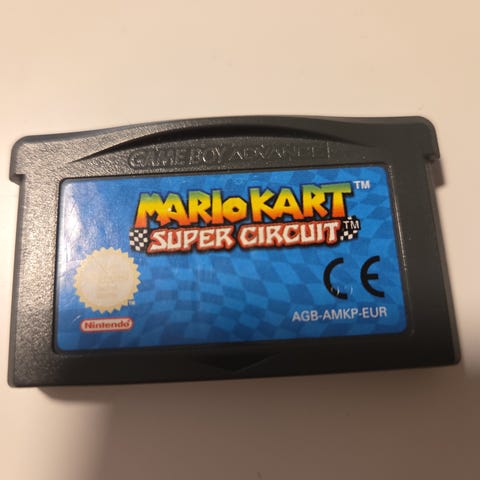 GAME BOY ADVANCE
MARIO KART™
SUPER CIRCUIT™
CE
Nintendo
AGB-AMKP-EUR